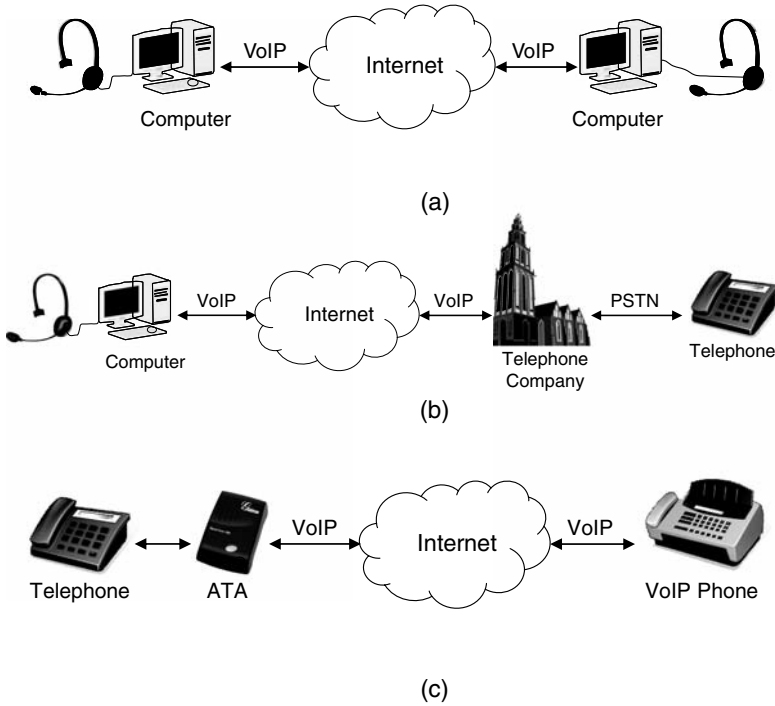 VoIP Internet VoIP
Computer Computer
(a)
VoIP Internet VoIP PSTN
Computer Telephone Company Telephone
(b)
VoIP Internet VoIP
Telephone ATA VoIP Phone
(c)